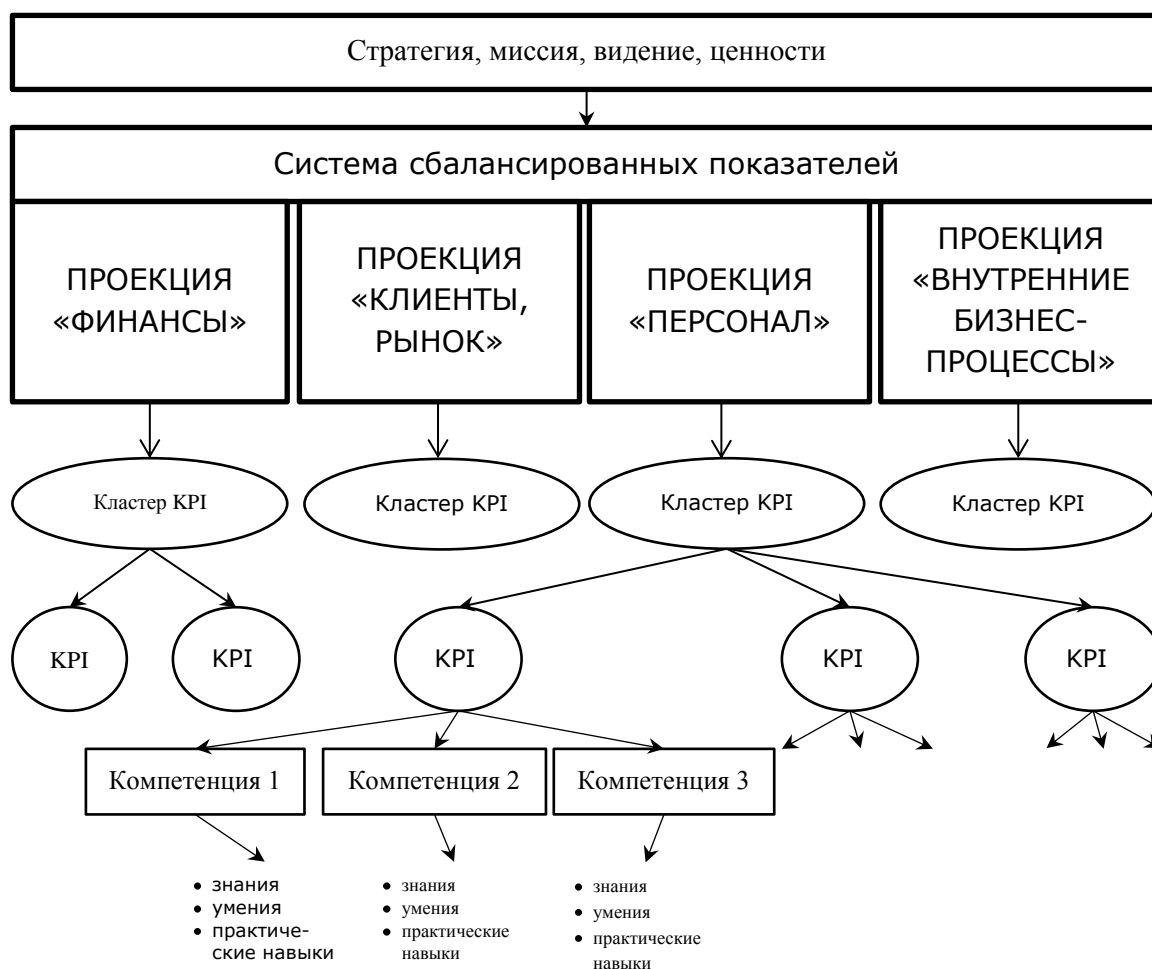 Стратегия, миссия, видение, ценности
Система сбалансированных показателей
ПРОЕКЦИЯ
«ФИНАНСЫ»
ПРОЕКЦИЯ
«КЛИЕНТЫ,
РЫНОК»
ПРОЕКЦИЯ
«ПЕРСОНАЛ»
ПРОЕКЦИЯ
«ВНУТРЕННИЕ
БИЗНЕС-
ПРОЦЕССЫ»
Кластер KPI
Кластер KPI
Кластер KPI
Кластер KPI
KPI
KPI
KPI
KPI
KPI
Компетенция 1
Компетенция 2
Компетенция 3
• знания
• умения
• практиче-
ские навыки
• знания
• умения
• практические
навыки
• знания
• умения
• практические
навыки